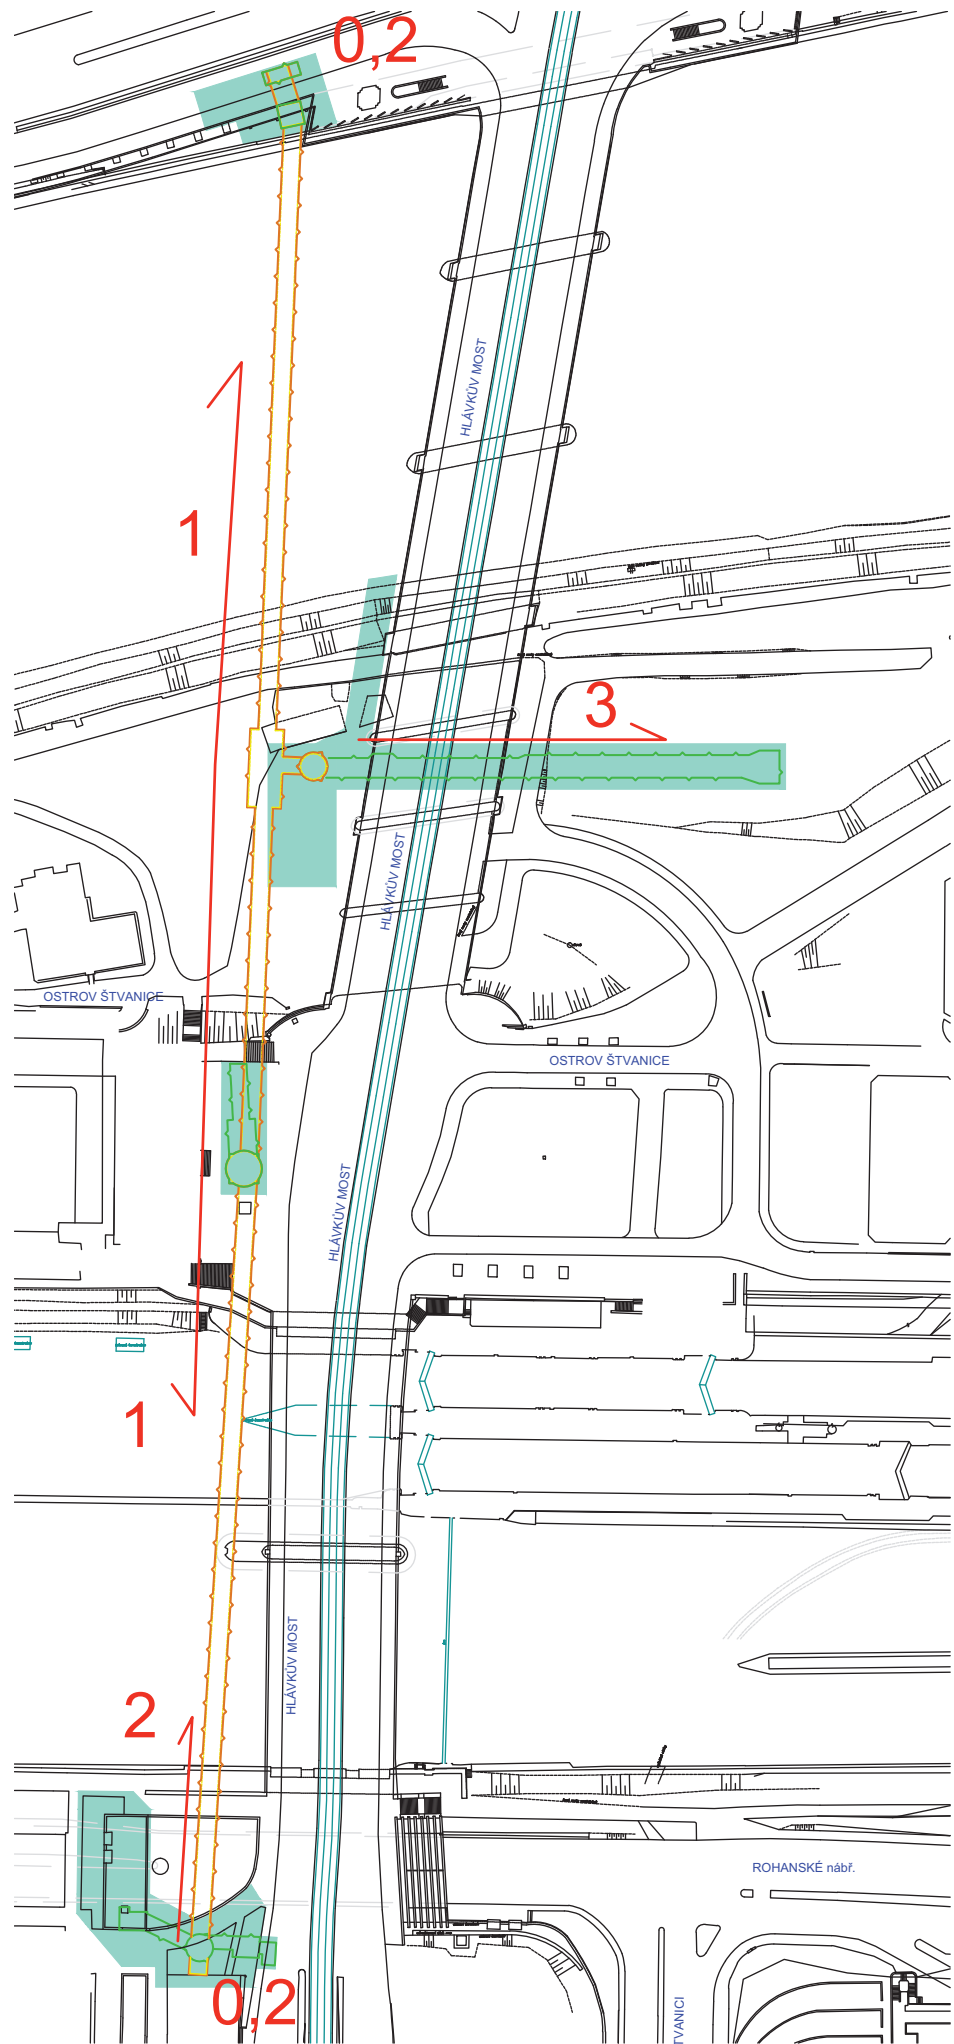 0,2
HLÁVKŮV MOST
1
3
HLÁVKŮV MOST
OSTROV ŠTVANICE
OSTROV ŠTVANICE
HLÁVKŮV MOST
1
HLÁVKŮV MOST
2
ROHANSKÉ nábř.
0,2
TVANICI